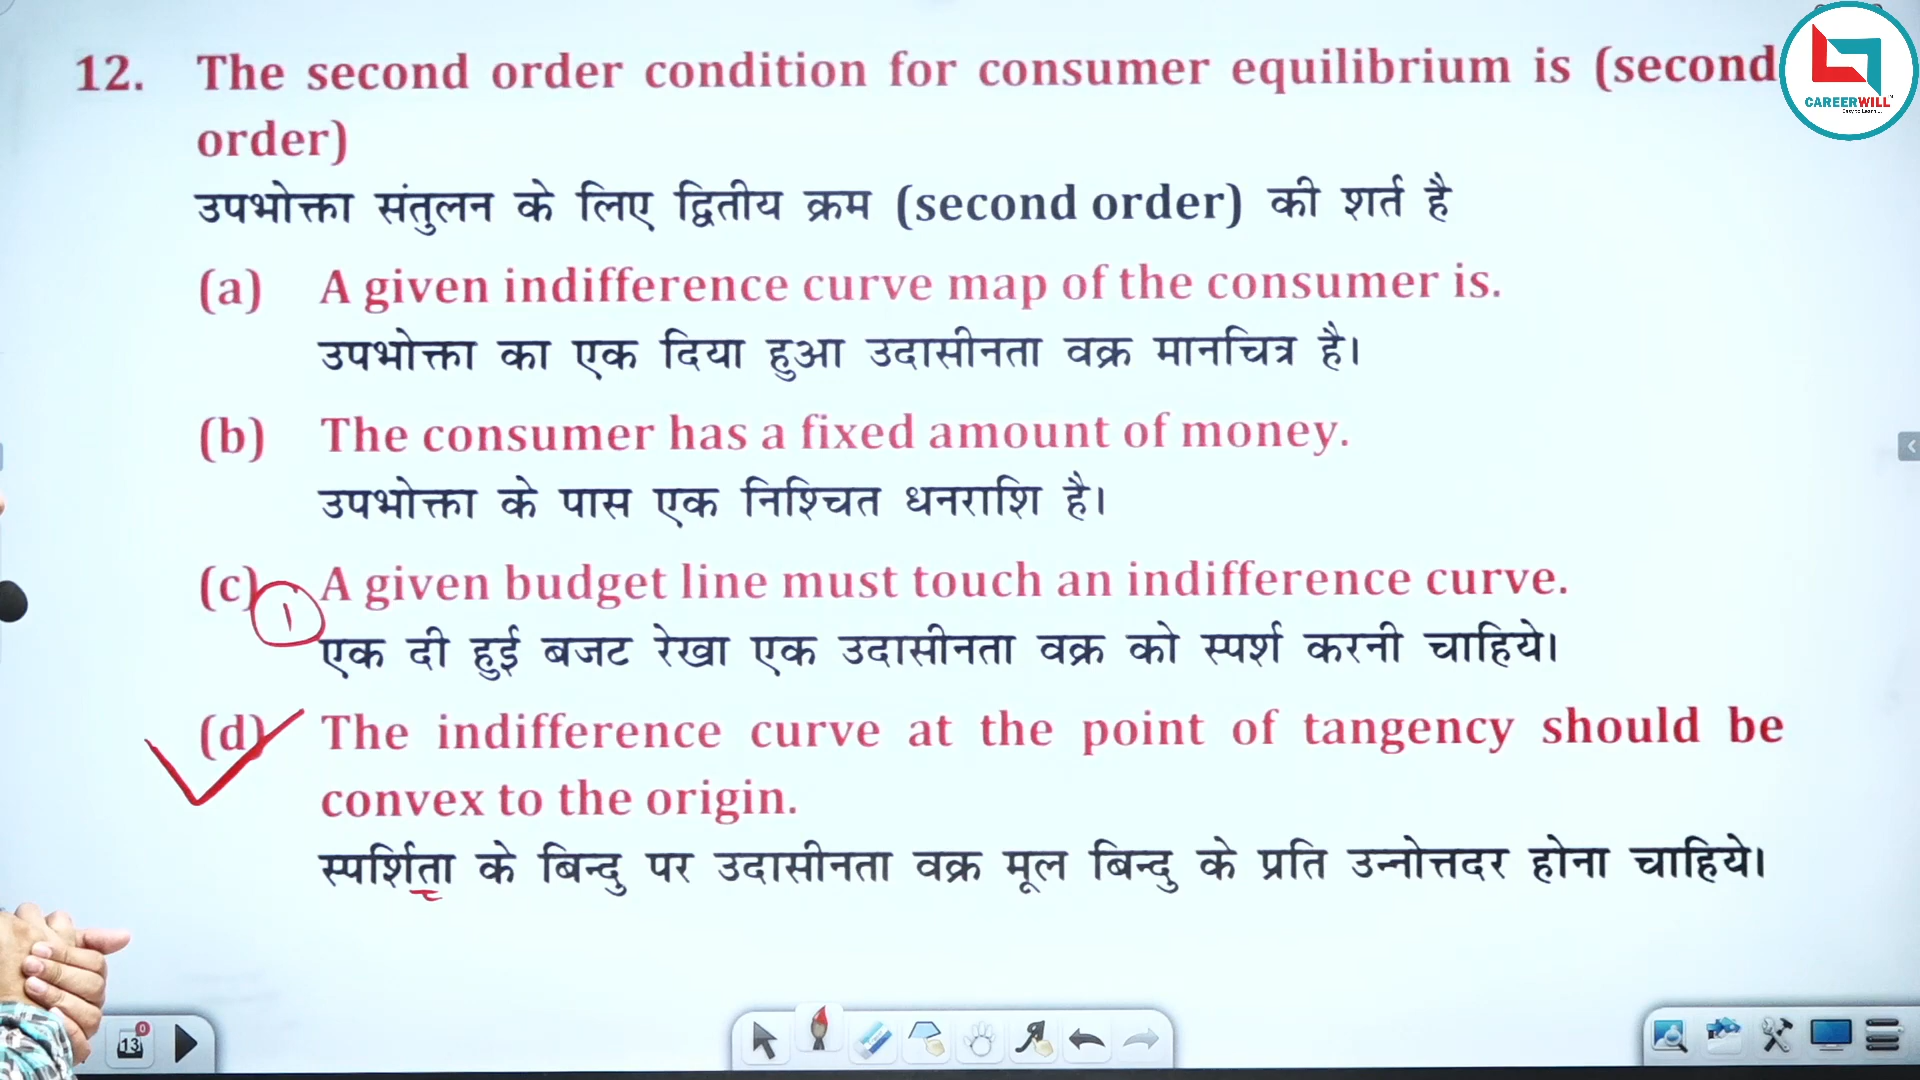 12. The second order condition for consumer equilibrium is (second
order)
उपभोक्ता संतुलन के लिए द्वितीय क्रम (second order) की शर्त है
(a) A given indifference curve map of the consumer is.
उपभोक्ता का एक दिया हुआ उदासीनता वक्र मानचित्र है।
(b) The consumer has a fixed amount of money.
उपभोक्ता के पास एक निश्चित धनराशि है।
(c) A given budget line must touch an indifference curve.
1
एक दी हुई बजट रेखा एक उदासीनता वक्र को स्पर्श करनी चाहिये।
(d) The indifference curve at the point of tangency should be
convex to the origin.
स्पर्शिता के बिन्दु पर उदासीनता वक्र मूल बिन्दु के प्रति उन्नोत्तदर होना चाहिये।
CAREERWILL
13
0